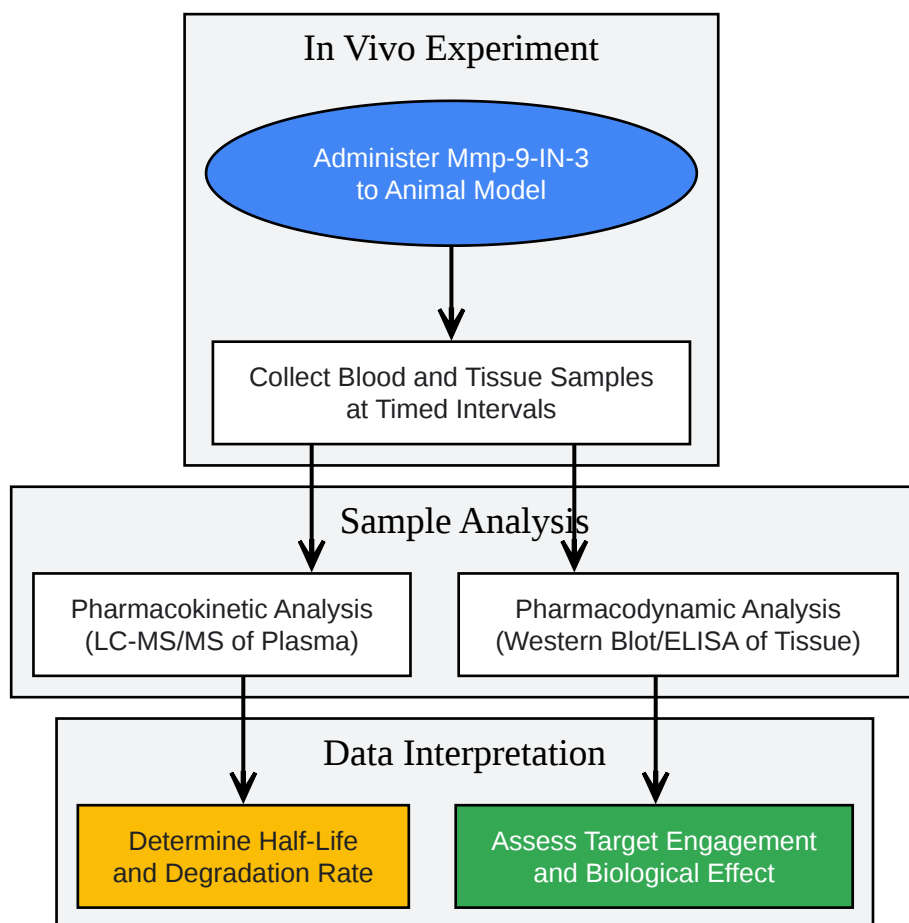 In Vivo Experiment
Administer Mmp-9-IN-3
to Animal Model
Collect Blood and Tissue Samples
at Timed Intervals
Sample Analysis
Pharmacokinetic Analysis
(LC-MS/MS of Plasma)
Pharmacodynamic Analysis
(Western Blot/ELISA of Tissue)
Data Interpretation
Determine Half-Life
and Degradation Rate
Assess Target Engagement
and Biological Effect